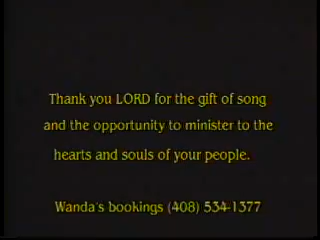 Thank you LORD for the gift of song
and the opportunity to minister to the
hearts and souls of your people.
Wanda's bookings (408) 534-1377